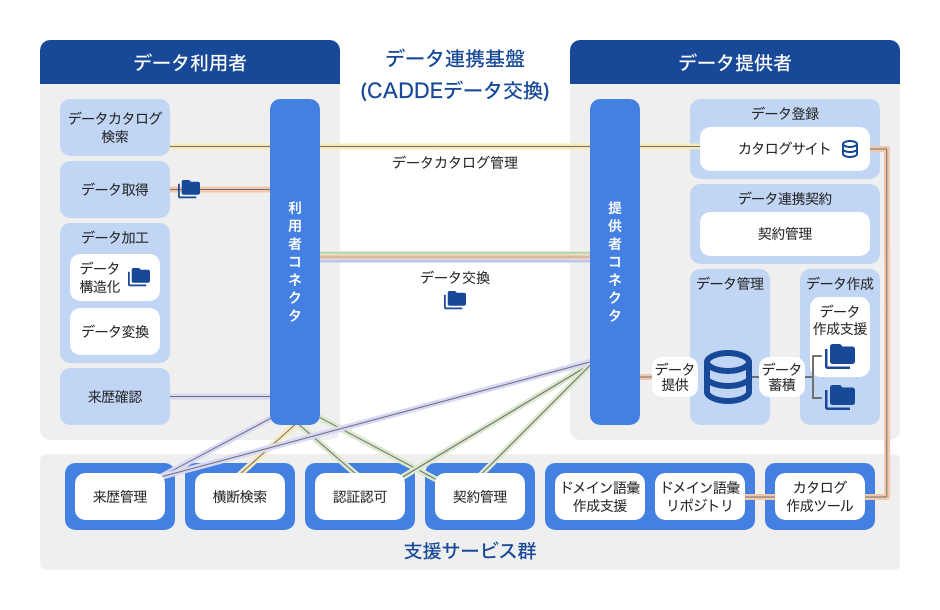 データ利用者
データ連携基盤
(CADDEデータ交換)
データ提供者
データカタログ
検索
データ取得
データ加工
データ
構造化
データ変換
来歴確認
利用者コネクタ
データカタログ管理
データ交換
提供者コネクタ
データ登録
カタログサイト
データ連携契約
契約管理
データ管理
データ
提供
データ
蓄積
データ作成
データ
作成支援
来歴管理
横断検索
認証認可
契約管理
ドメイン語彙
作成支援
ドメイン語彙
リポジトリ
カタログ
作成ツール
支援サービス群